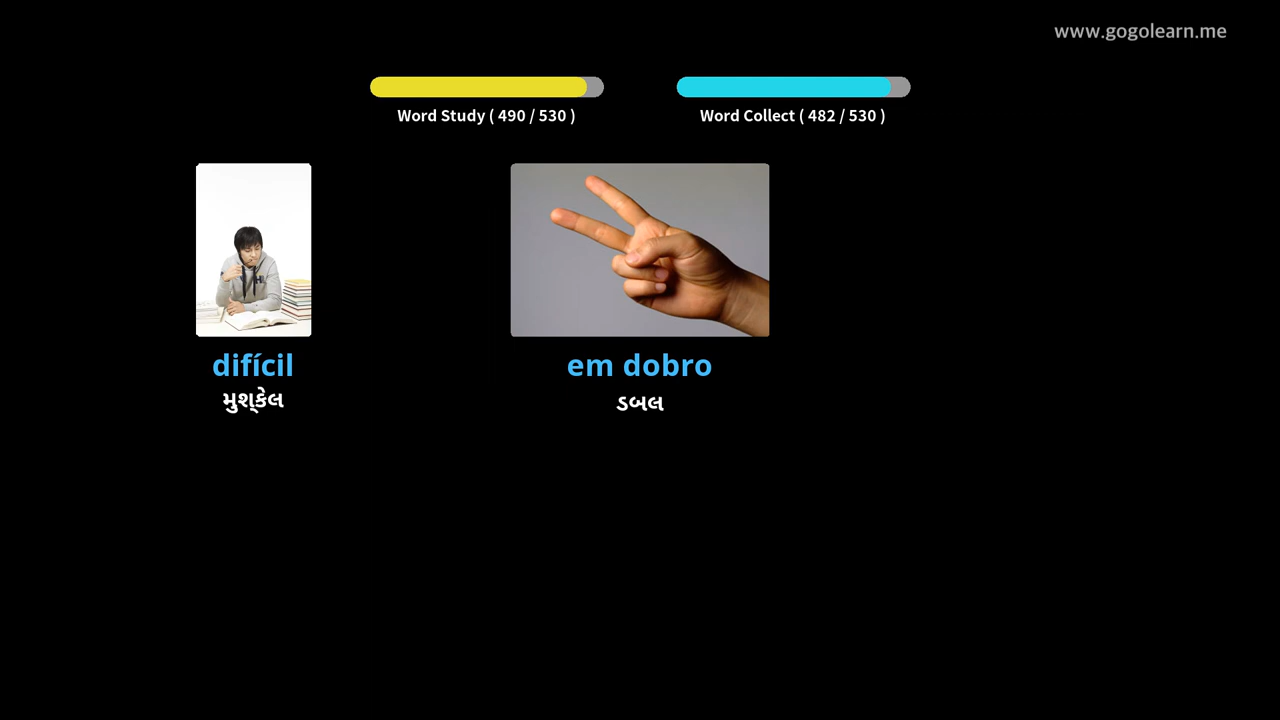 www.gogolearn.me
Word Study ( 490 / 530 )
Word Collect ( 482 / 530 )
difícil
મુશ્કેલ
em dobro
ડબલ